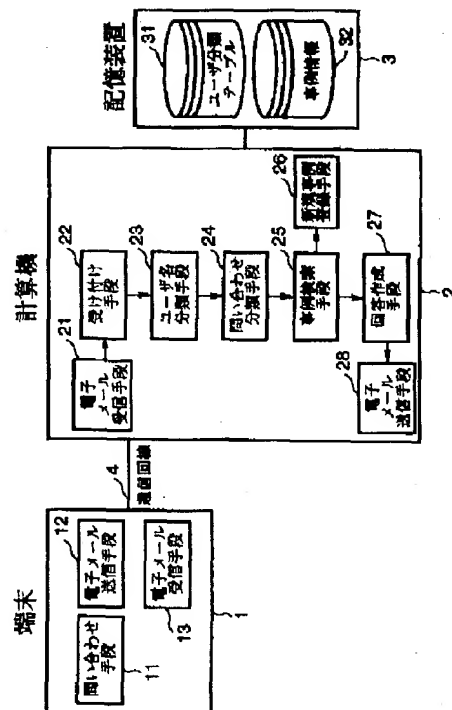 端末
問い合わせ
手段
11
電子メール
送信手段
12
電子メール
受信手段
13
1
4
通信回線
計算機
電子
メール
受信手段
21
受け付け
手段
22
ユーザ名
分類手段
23
問い合わせ
分類手段
24
事例検索
手段
25
新規事例
登録手段
26
回答作成
手段
27
電子
メール
送信手段
28
2
記憶装置
ユーザ分類
テーブル
31
事例情報
32
3